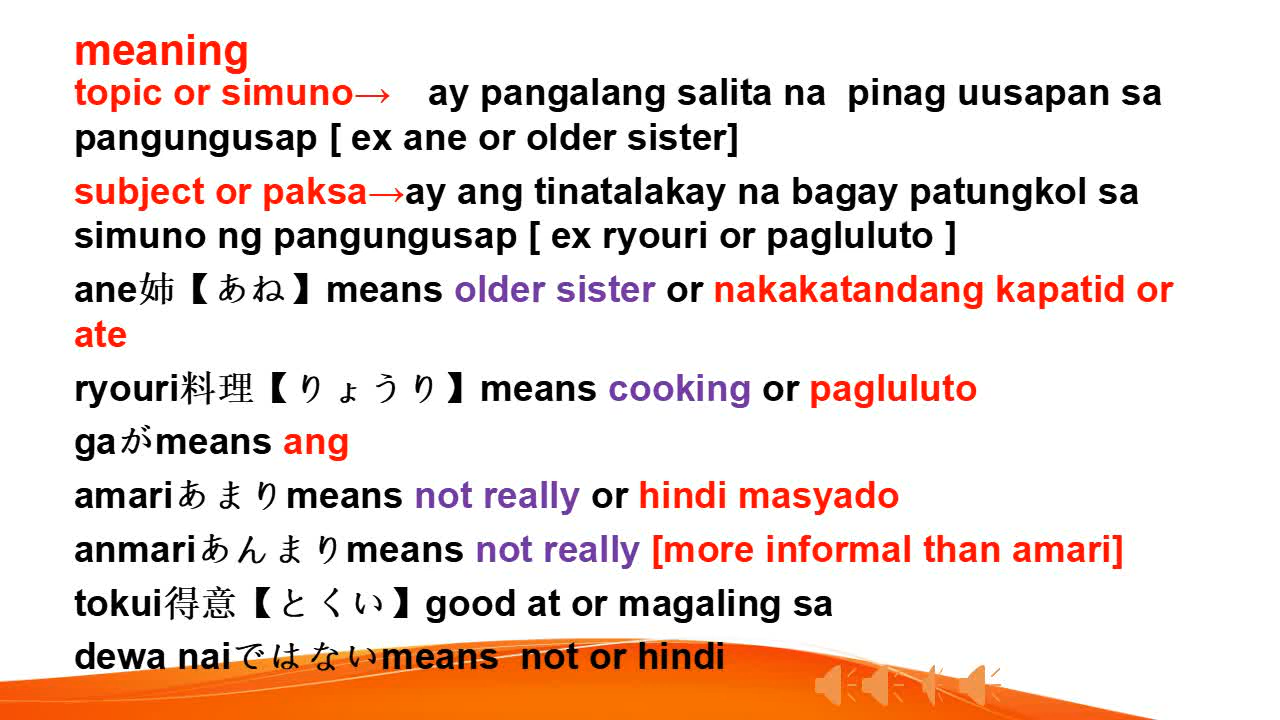 meaning
topic or simuno→ ay pangalang salita na pinag uusapan sa
pangungusap [ ex ane or older sister]
subject or paksa→ay ang tinatalakay na bagay patungkol sa
simuno ng pangungusap [ ex ryouri or pagluluto ]
ane姉【あね】means older sister or nakakatandang kapatid or
ate
ryouri料理【りょうり】means cooking or pagluluto
gaがmeans ang
amariあまりmeans not really or hindi masyado
anmariあんまりmeans not really [more informal than amari]
tokui得意【とくい】good at or magaling sa
dewa naiではないmeans not or hindi